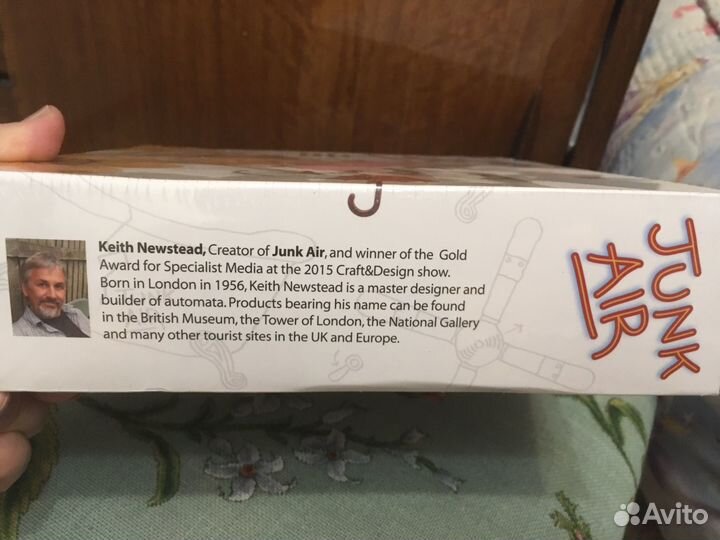 Keith Newstead, Creator of Junk Air, and winner of the Gold
Award for Specialist Media at the 2015 Craft&Design show.
Born in London in 1956, Keith Newstead is a master designer and
builder of automata. Products bearing his name can be found
in the British Museum, the Tower of London, the National Gallery
and many other tourist sites in the UK and Europe.
JUNK
AIR
Avito